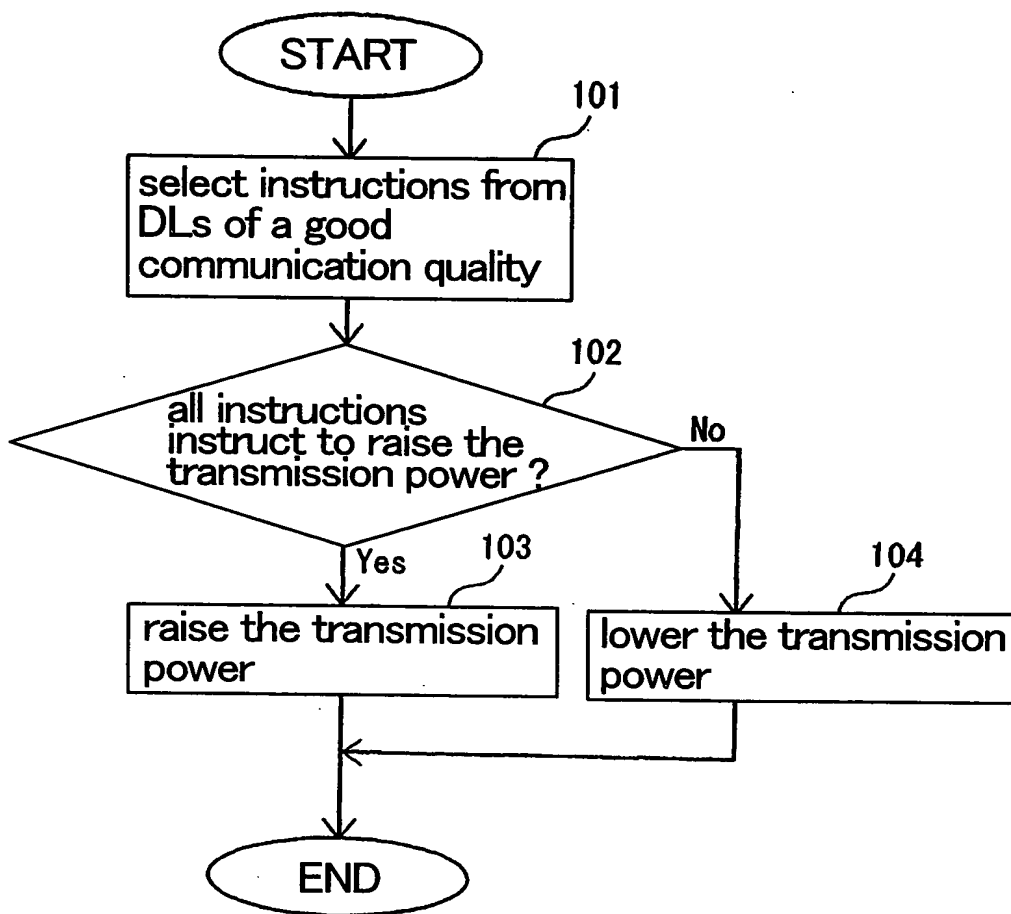 START
101
select instructions from
DLs of a good
communication quality
102
all instructions
instruct to raise the
transmission power ?
No
Yes
103
raise the transmission
power
104
lower the transmission
power
END